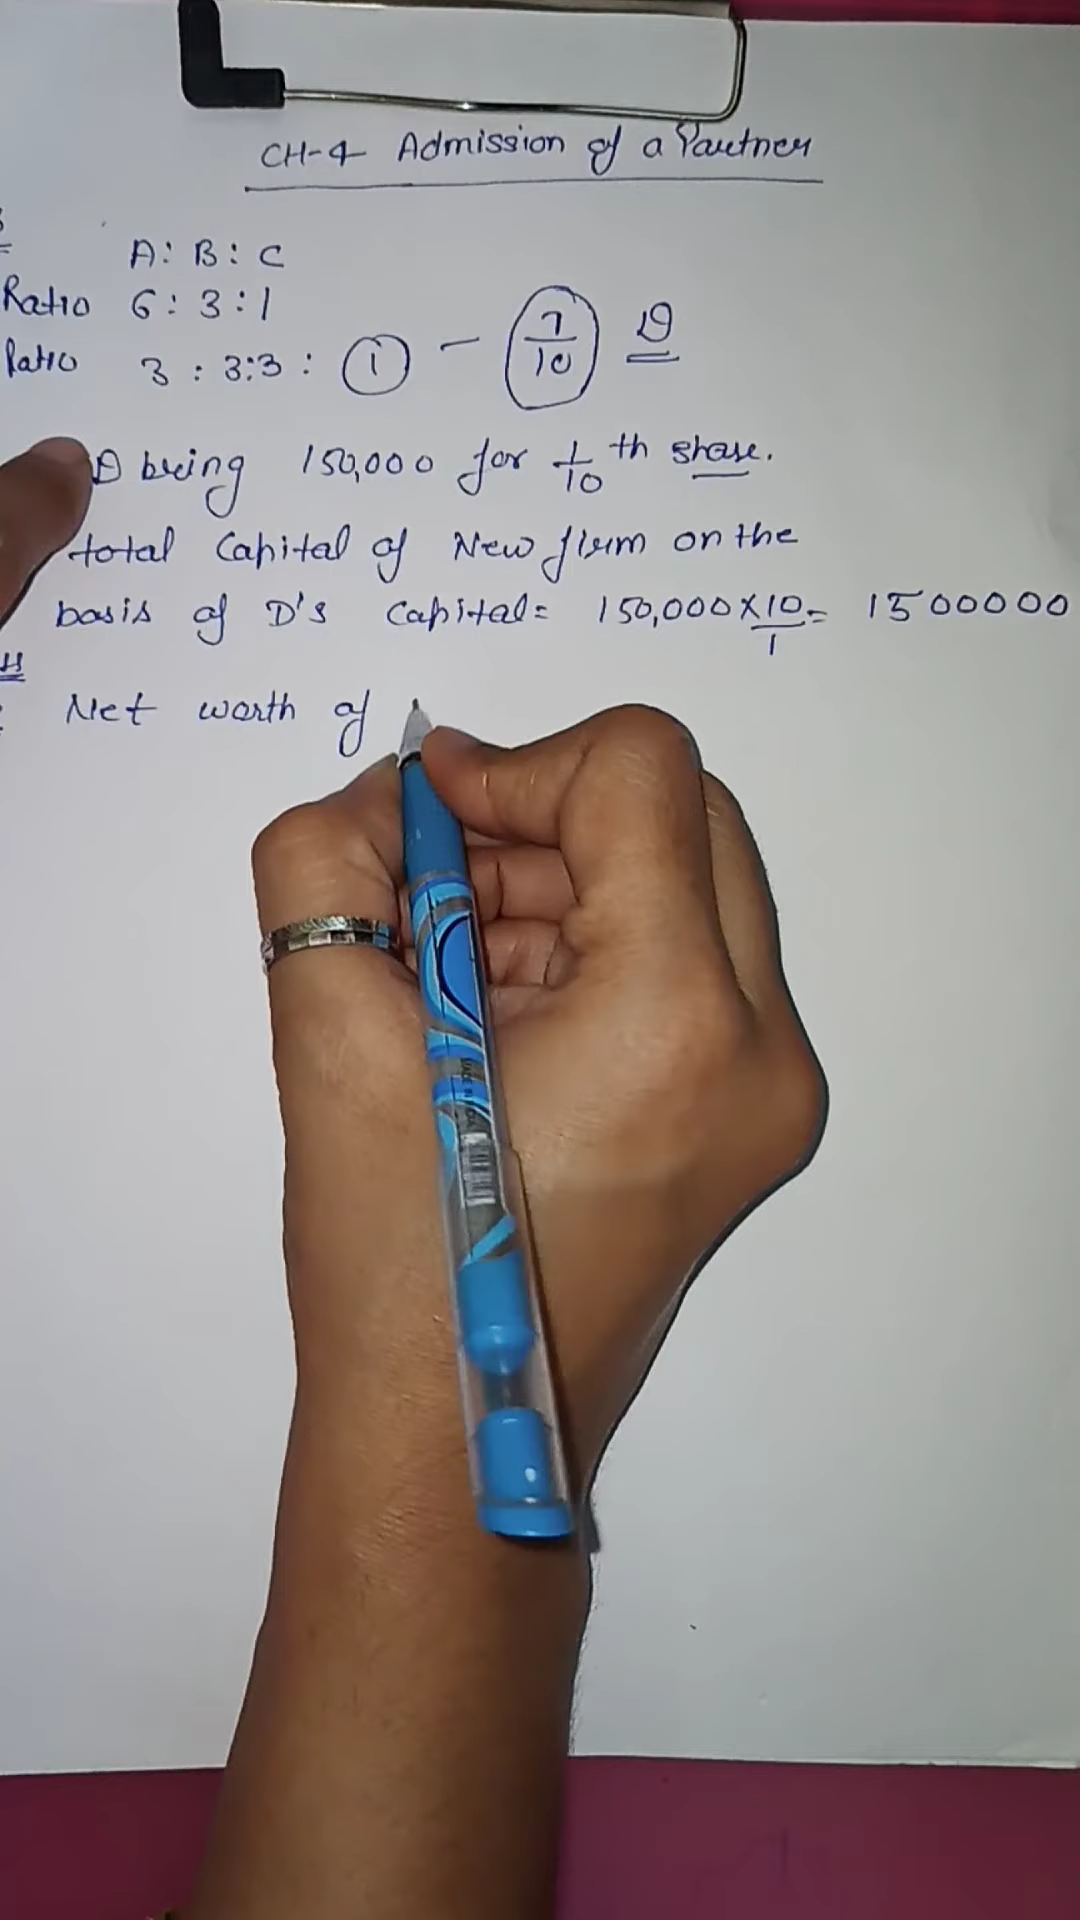 CH-4 Admission of a Partner
A: B: C
Ratio 6: 3:1
Ratio 3 : 3:3 : 1 - 1/10 D
D being 150,000 for 1/10 th share.
total Capital of New firm on the
basis of D's Capital= 150,000×10/1= 1500000
Net worth of